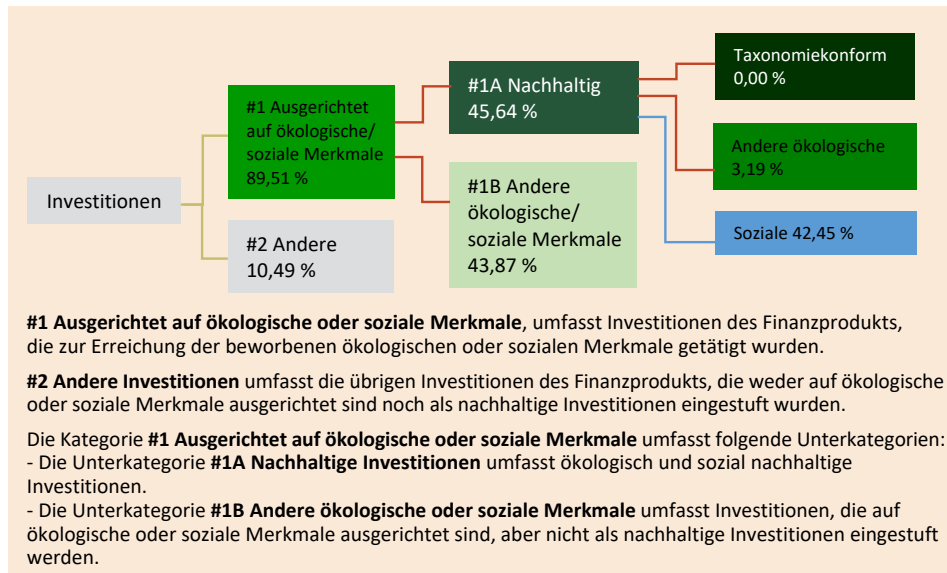 Investitionen
#1 Ausgerichtet
auf ökologische/
soziale Merkmale
89,51 %
#2 Andere
10,49 %
#1A Nachhaltig
45,64 %
#1B Andere
ökologische/
soziale Merkmale
43,87 %
Taxonomiekonform
0,00 %
Andere ökologische
3,19 %
Soziale 42,45 %
#1 Ausgerichtet auf ökologische oder soziale Merkmale, umfasst Investitionen des Finanzprodukts,
die zur Erreichung der beworbenen ökologischen oder sozialen Merkmale getätigt wurden.
#2 Andere Investitionen umfasst die übrigen Investitionen des Finanzprodukts, die weder auf ökologische
oder soziale Merkmale ausgerichtet sind noch als nachhaltige Investitionen eingestuft wurden.
Die Kategorie #1 Ausgerichtet auf ökologische oder soziale Merkmale umfasst folgende Unterkategorien:
- Die Unterkategorie #1A Nachhaltige Investitionen umfasst ökologisch und sozial nachhaltige
Investitionen.
- Die Unterkategorie #1B Andere ökologische oder soziale Merkmale umfasst Investitionen, die auf
ökologische oder soziale Merkmale ausgerichtet sind, aber nicht als nachhaltige Investitionen eingestuft
werden.